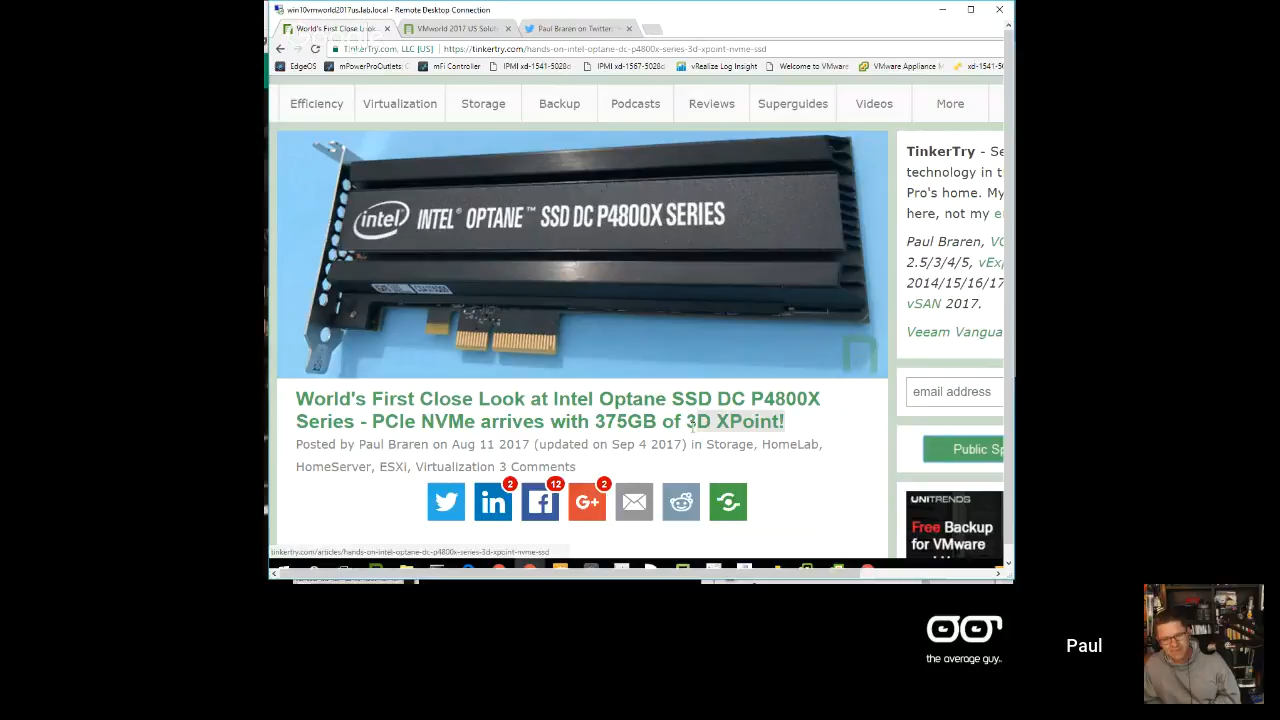 win10vmworld2017us.lab.local - Remote Desktop Connection
World's First Close Look
VMworld 2017 US Solut
Paul Braren on Twitter:
TinkerTry, LLC [US] https://tinkertry.com/hands-on-intel-optane-dc-p4800x-series-3d-xpoint-nvme-ssd
EdgeOS
mPowerProOutlets:
mFi Controller
IPMI xd-1541-5028d
IPMI xd-1567-5028d
vRealize Log Insight
Welcome to VMware
VMware Appliance M
xd-1541-50
Efficiency
Virtualization
Storage
Backup
Podcasts
Reviews
Superguides
Videos
More
intel
INTEL® OPTANE™ SSD DC P4800X SERIES
TinkerTry - Se
technology in t
Pro's home. My
here, not my e
Paul Braren, VC
2.5/3/4/5, vEx
2014/15/16/17
vSAN 2017.
Veeam Vangua
email address
World's First Close Look at Intel Optane SSD DC P4800X
Series - PCIe NVMe arrives with 375GB of 3D XPoint!
Posted by Paul Braren on Aug 11 2017 (updated on Sep 4 2017) in Storage, HomeLab,
HomeServer, ESXi, Virtualization 3 Comments
Public Sp
2
12
2
in
G+
UNITRENDS
Free Backup
for VMware
tinkertry.com/articles/hands-on-intel-optane-dc-p4800x-series-3d-xpoint-nvme-ssd
the average guy..
Paul